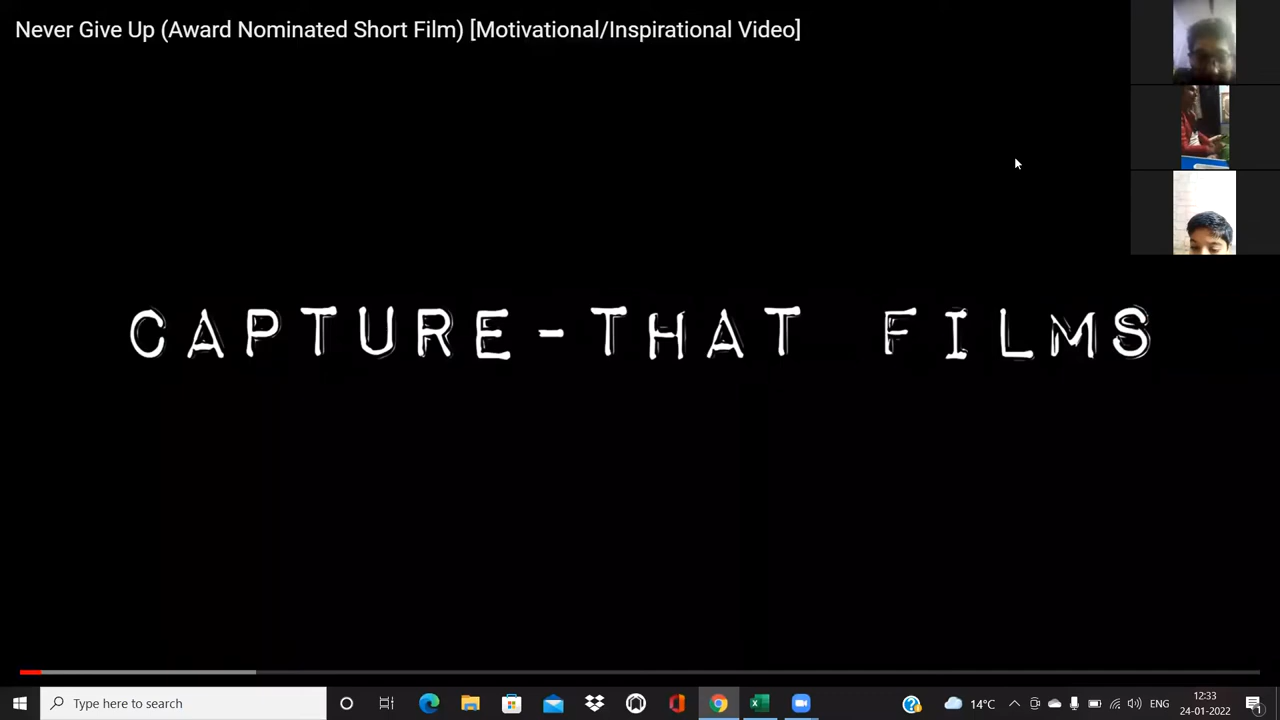 Never Give Up (Award Nominated Short Film) [Motivational/Inspirational Video]
CAPTURE-THAT FILMS
Type here to search
14°C
ENG
12:33
24-01-2022
1